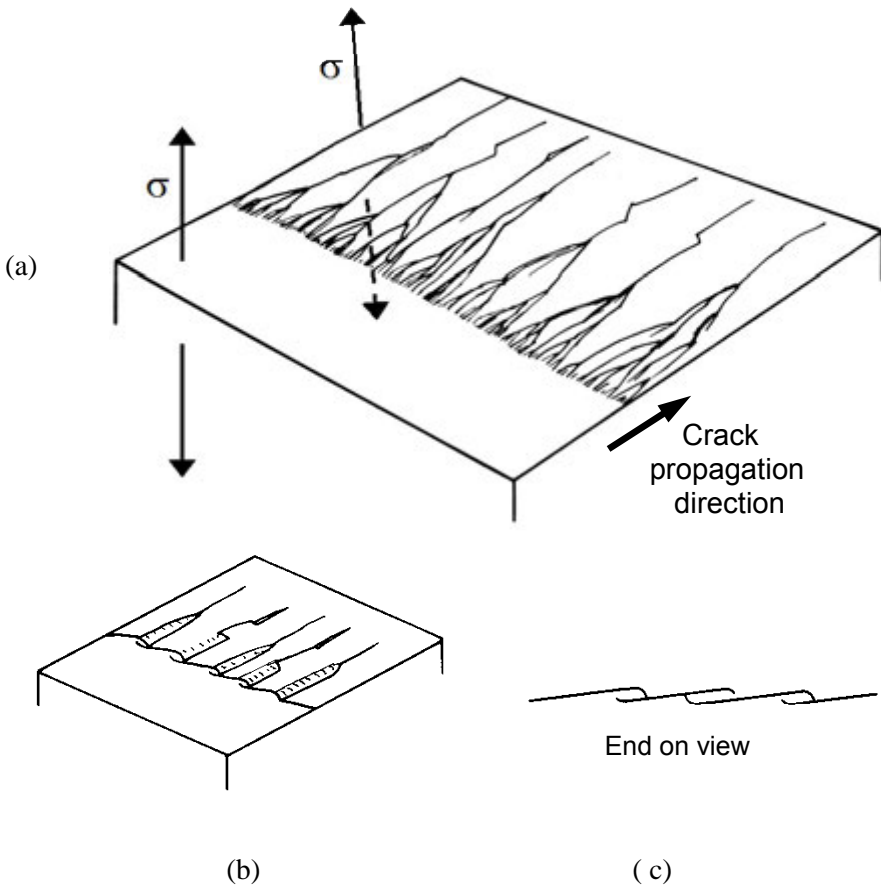 σ
σ
(a)
Crack
propagation
direction
End on view
(b)
( c)